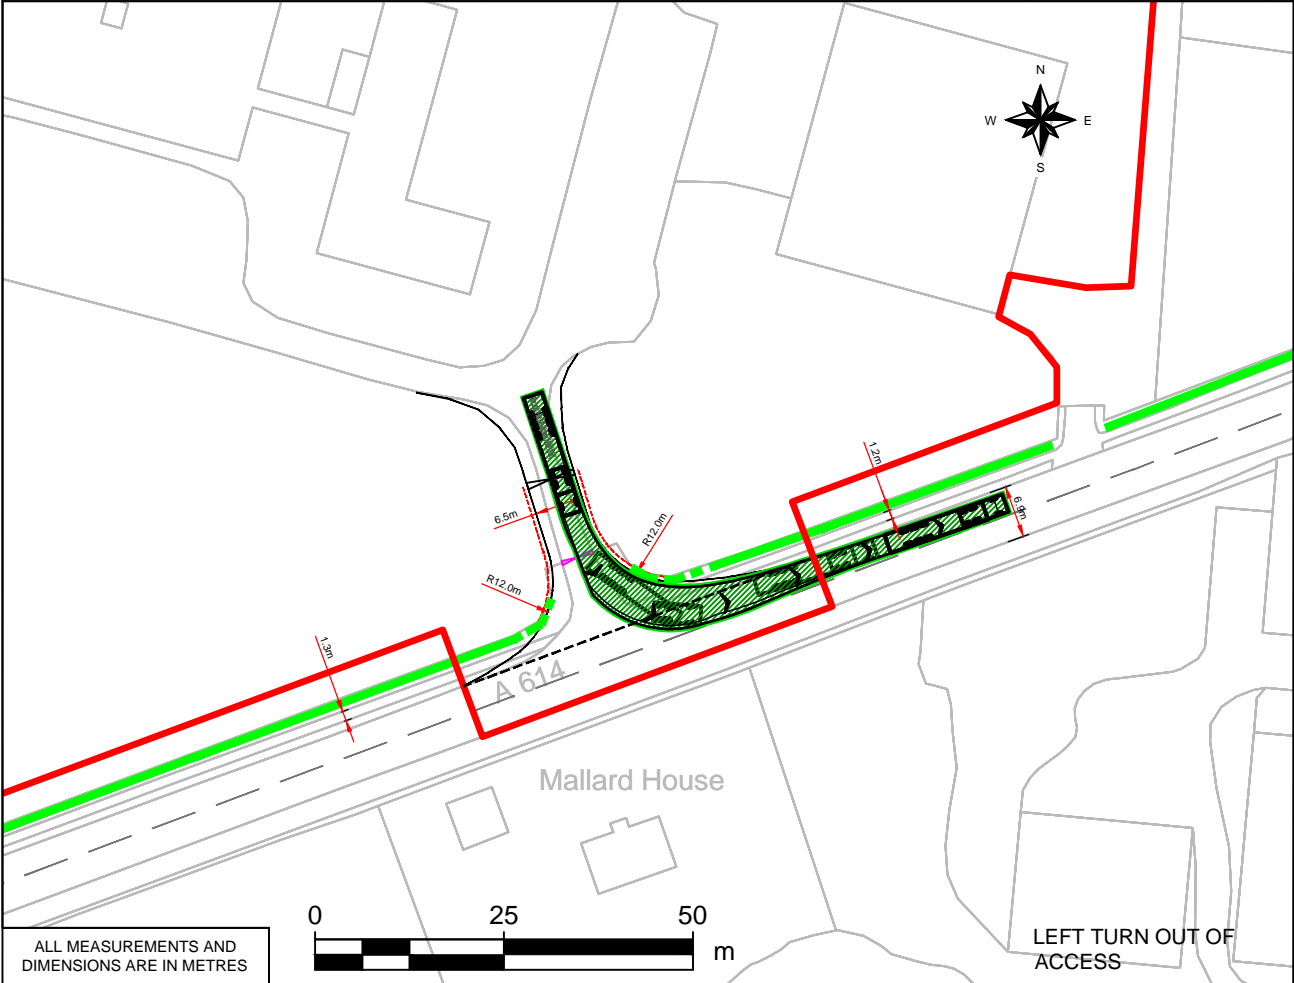 N
W E
S
1.2m
6.9m
6.5m
R12.0m
R12.0m
1.3m
A 614
Mallard House
0 25 50
m
ALL MEASUREMENTS AND
DIMENSIONS ARE IN METRES
LEFT TURN OUT OF
ACCESS